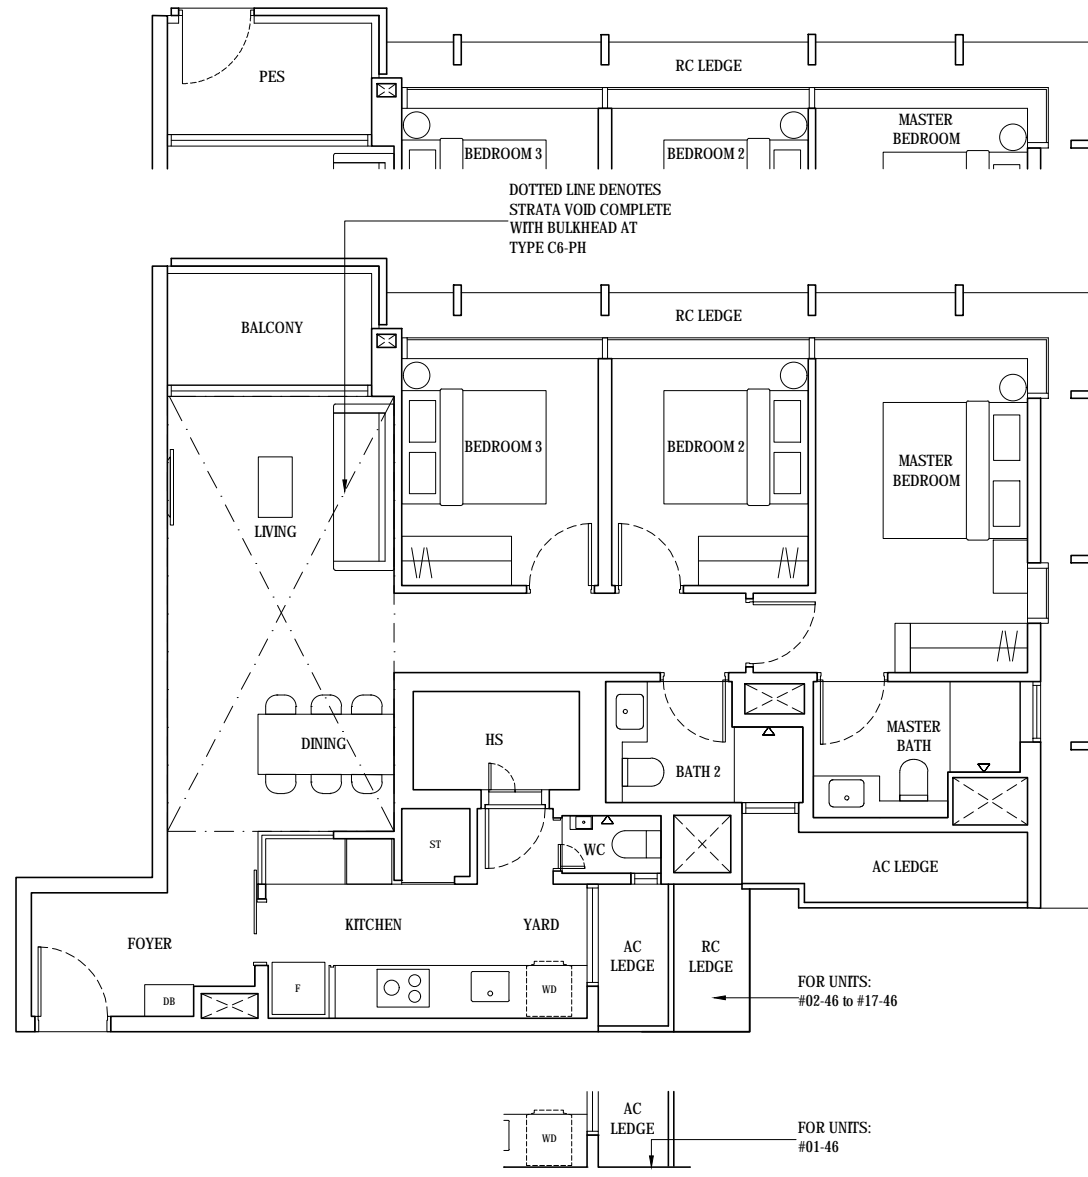 PES
RC LEDGE
BEDROOM 3
BEDROOM 2
MASTER
BEDROOM
DOTTED LINE DENOTES
STRATA VOID COMPLETE
WITH BULKHEAD AT
TYPE C6-PH
BALCONY
RC LEDGE
BEDROOM 3
BEDROOM 2
MASTER
BEDROOM
LIVING
DINING
HS
BATH 2
MASTER
BATH
ST
WC
AC LEDGE
KITCHEN
YARD
FOYER
AC
LEDGE
RC
LEDGE
DB
F
WD
FOR UNITS:
#02-46 to #17-46
AC
LEDGE
WD
FOR UNITS:
#01-46